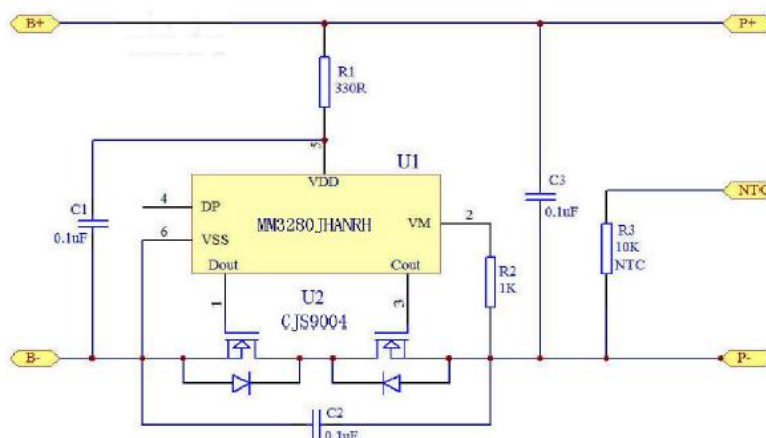 B+
P+
R1
330R
5
U1
VDD
C1
0.1uF
4
DP
6
VSS
MM3280JHANRH
VM
2
C3
0.1uF
NTC
R3
10K
NTC
R2
1K
Dout
Cout
1
U2
CJS9004
3
B-
P-
C2
0.1uF